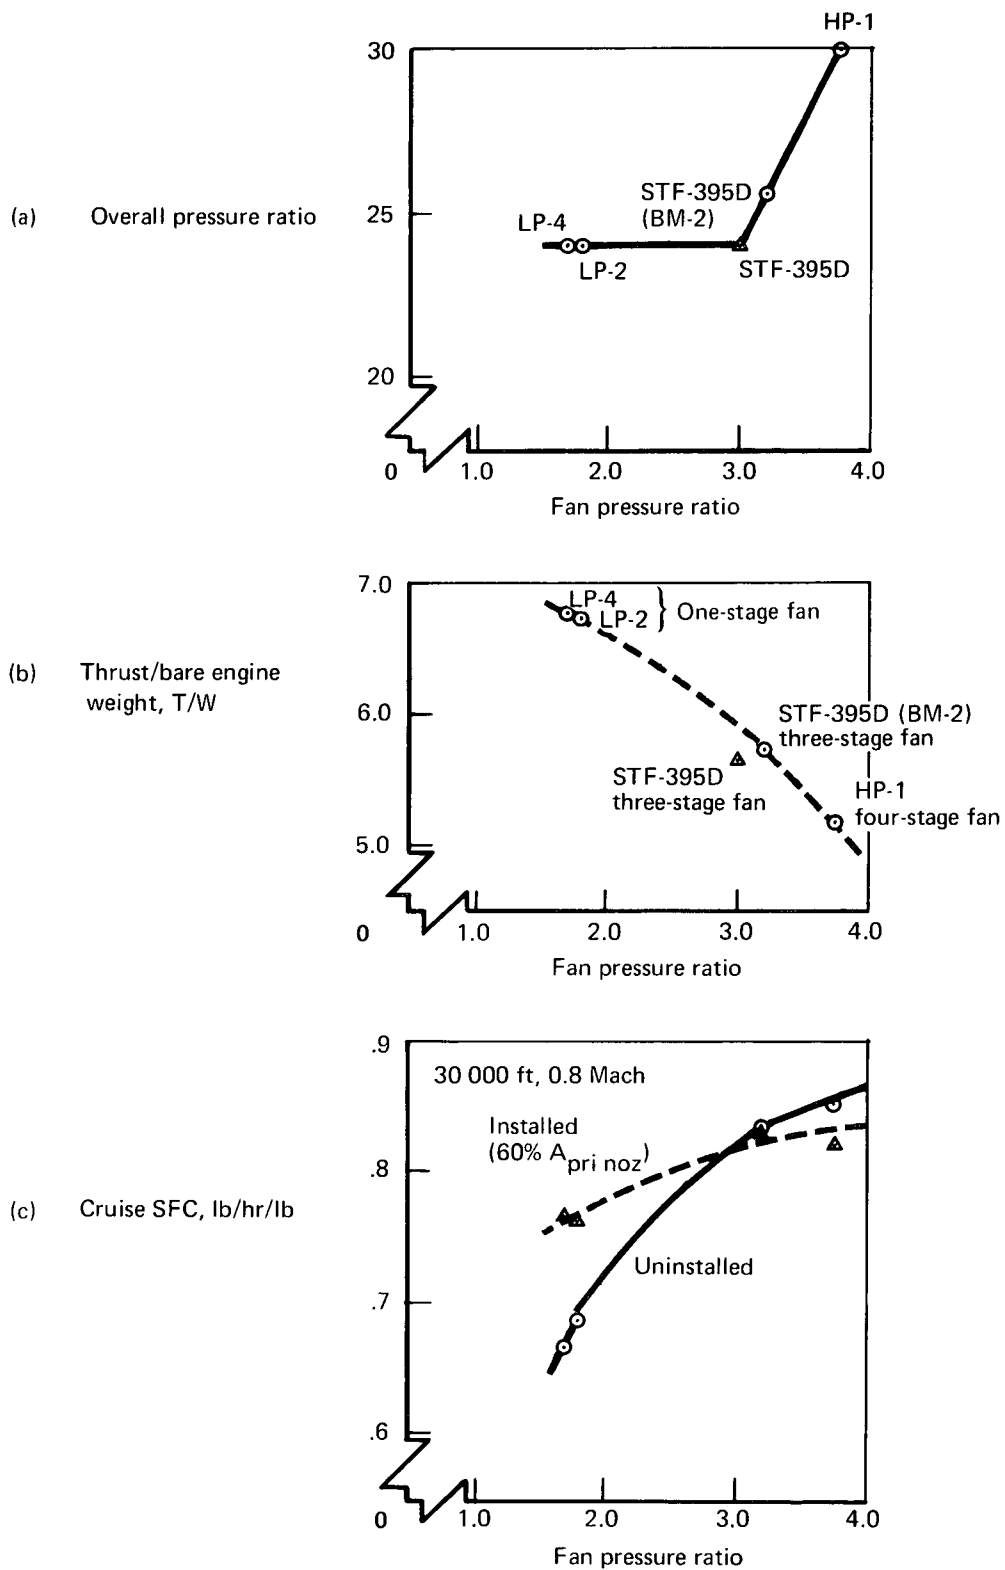 HP-1
30
STF-395D
(BM-2)
(a) Overall pressure ratio
25
LP-4
LP-2
STF-395D
20
0 1.0 2.0 3.0 4.0
Fan pressure ratio
7.0
LP-4
LP-2 } One-stage fan
(b) Thrust/bare engine
weight, T/W
6.0
STF-395D (BM-2)
three-stage fan
STF-395D
three-stage fan
HP-1
four-stage fan
5.0
0 1.0 2.0 3.0 4.0
Fan pressure ratio
.9
30 000 ft, 0.8 Mach
Installed
(60% A pri noz)
.8
(c) Cruise SFC, lb/hr/lb
Uninstalled
.7
.6
0 1.0 2.0 3.0 4.0
Fan pressure ratio